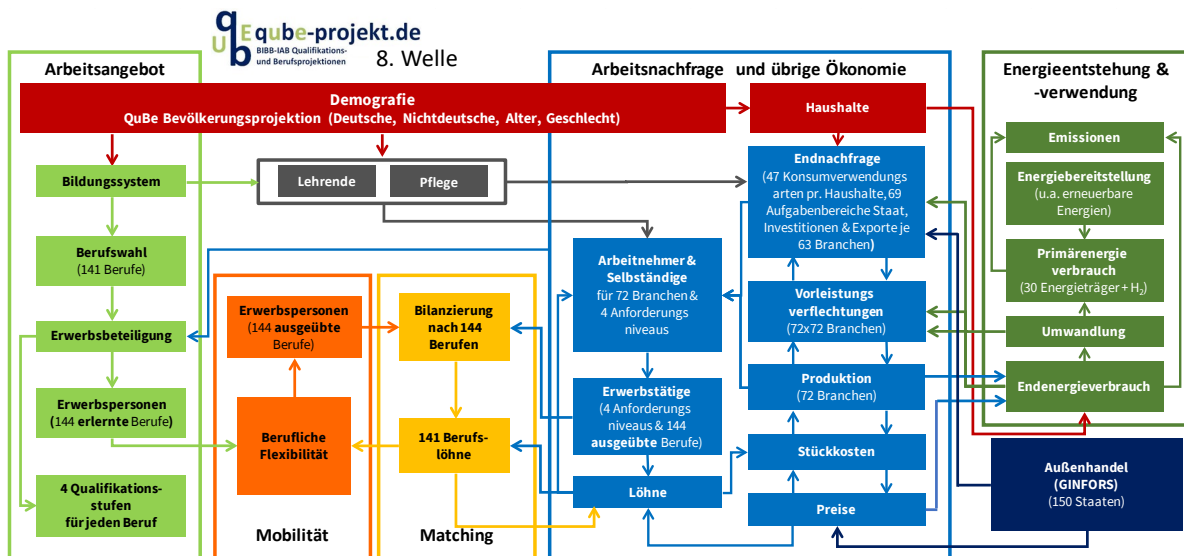 qube-projekt.de
BIBB-IAB Qualifikations-
und Berufsprojektionen
8. Welle
Arbeitsangebot
Arbeitsnachfrage und übrige Ökonomie
Energieentstehung &
-verwendung
Demografie
QuBe Bevölkerungsprojektion (Deutsche, Nichtdeutsche, Alter, Geschlecht)
Haushalte
Bildungssystem
Lehrende
Pflege
Endnachfrage
(47 Konsumverwendungs
arten pr. Haushalte, 69
Aufgabenbereiche Staat,
Investitionen & Exporte je
63 Branchen)
Emissionen
Energiebereitstellung
(u.a. erneuerbare
Energien)
Berufswahl
(141 Berufe)
Arbeitnehmer &
Selbständige
für 72 Branchen &
4 Anforderungs
niveaus
Primärenergie
verbrauch
(30 Energieträger + H₂)
Erwerbsbeteiligung
Erwerbspersonen
(144 ausgeübte
Berufe)
Bilanzierung
nach 144
Berufen
Vorleistungs
verflechtungen
(72x72 Branchen)
Umwandlung
Erwerbspersonen
(144 erlernte Berufe)
Berufliche
Flexibilität
141 Berufs-
löhne
Erwerbstätige
(4 Anforderungs
niveaus & 144
ausgeübte Berufe)
Produktion
(72 Branchen)
Endenergieverbrauch
Stückkosten
4 Qualifikations-
stufen
für jeden Beruf
Löhne
Preise
Außenhandel
(GINFORS)
(150 Staaten)
Mobilität
Matching